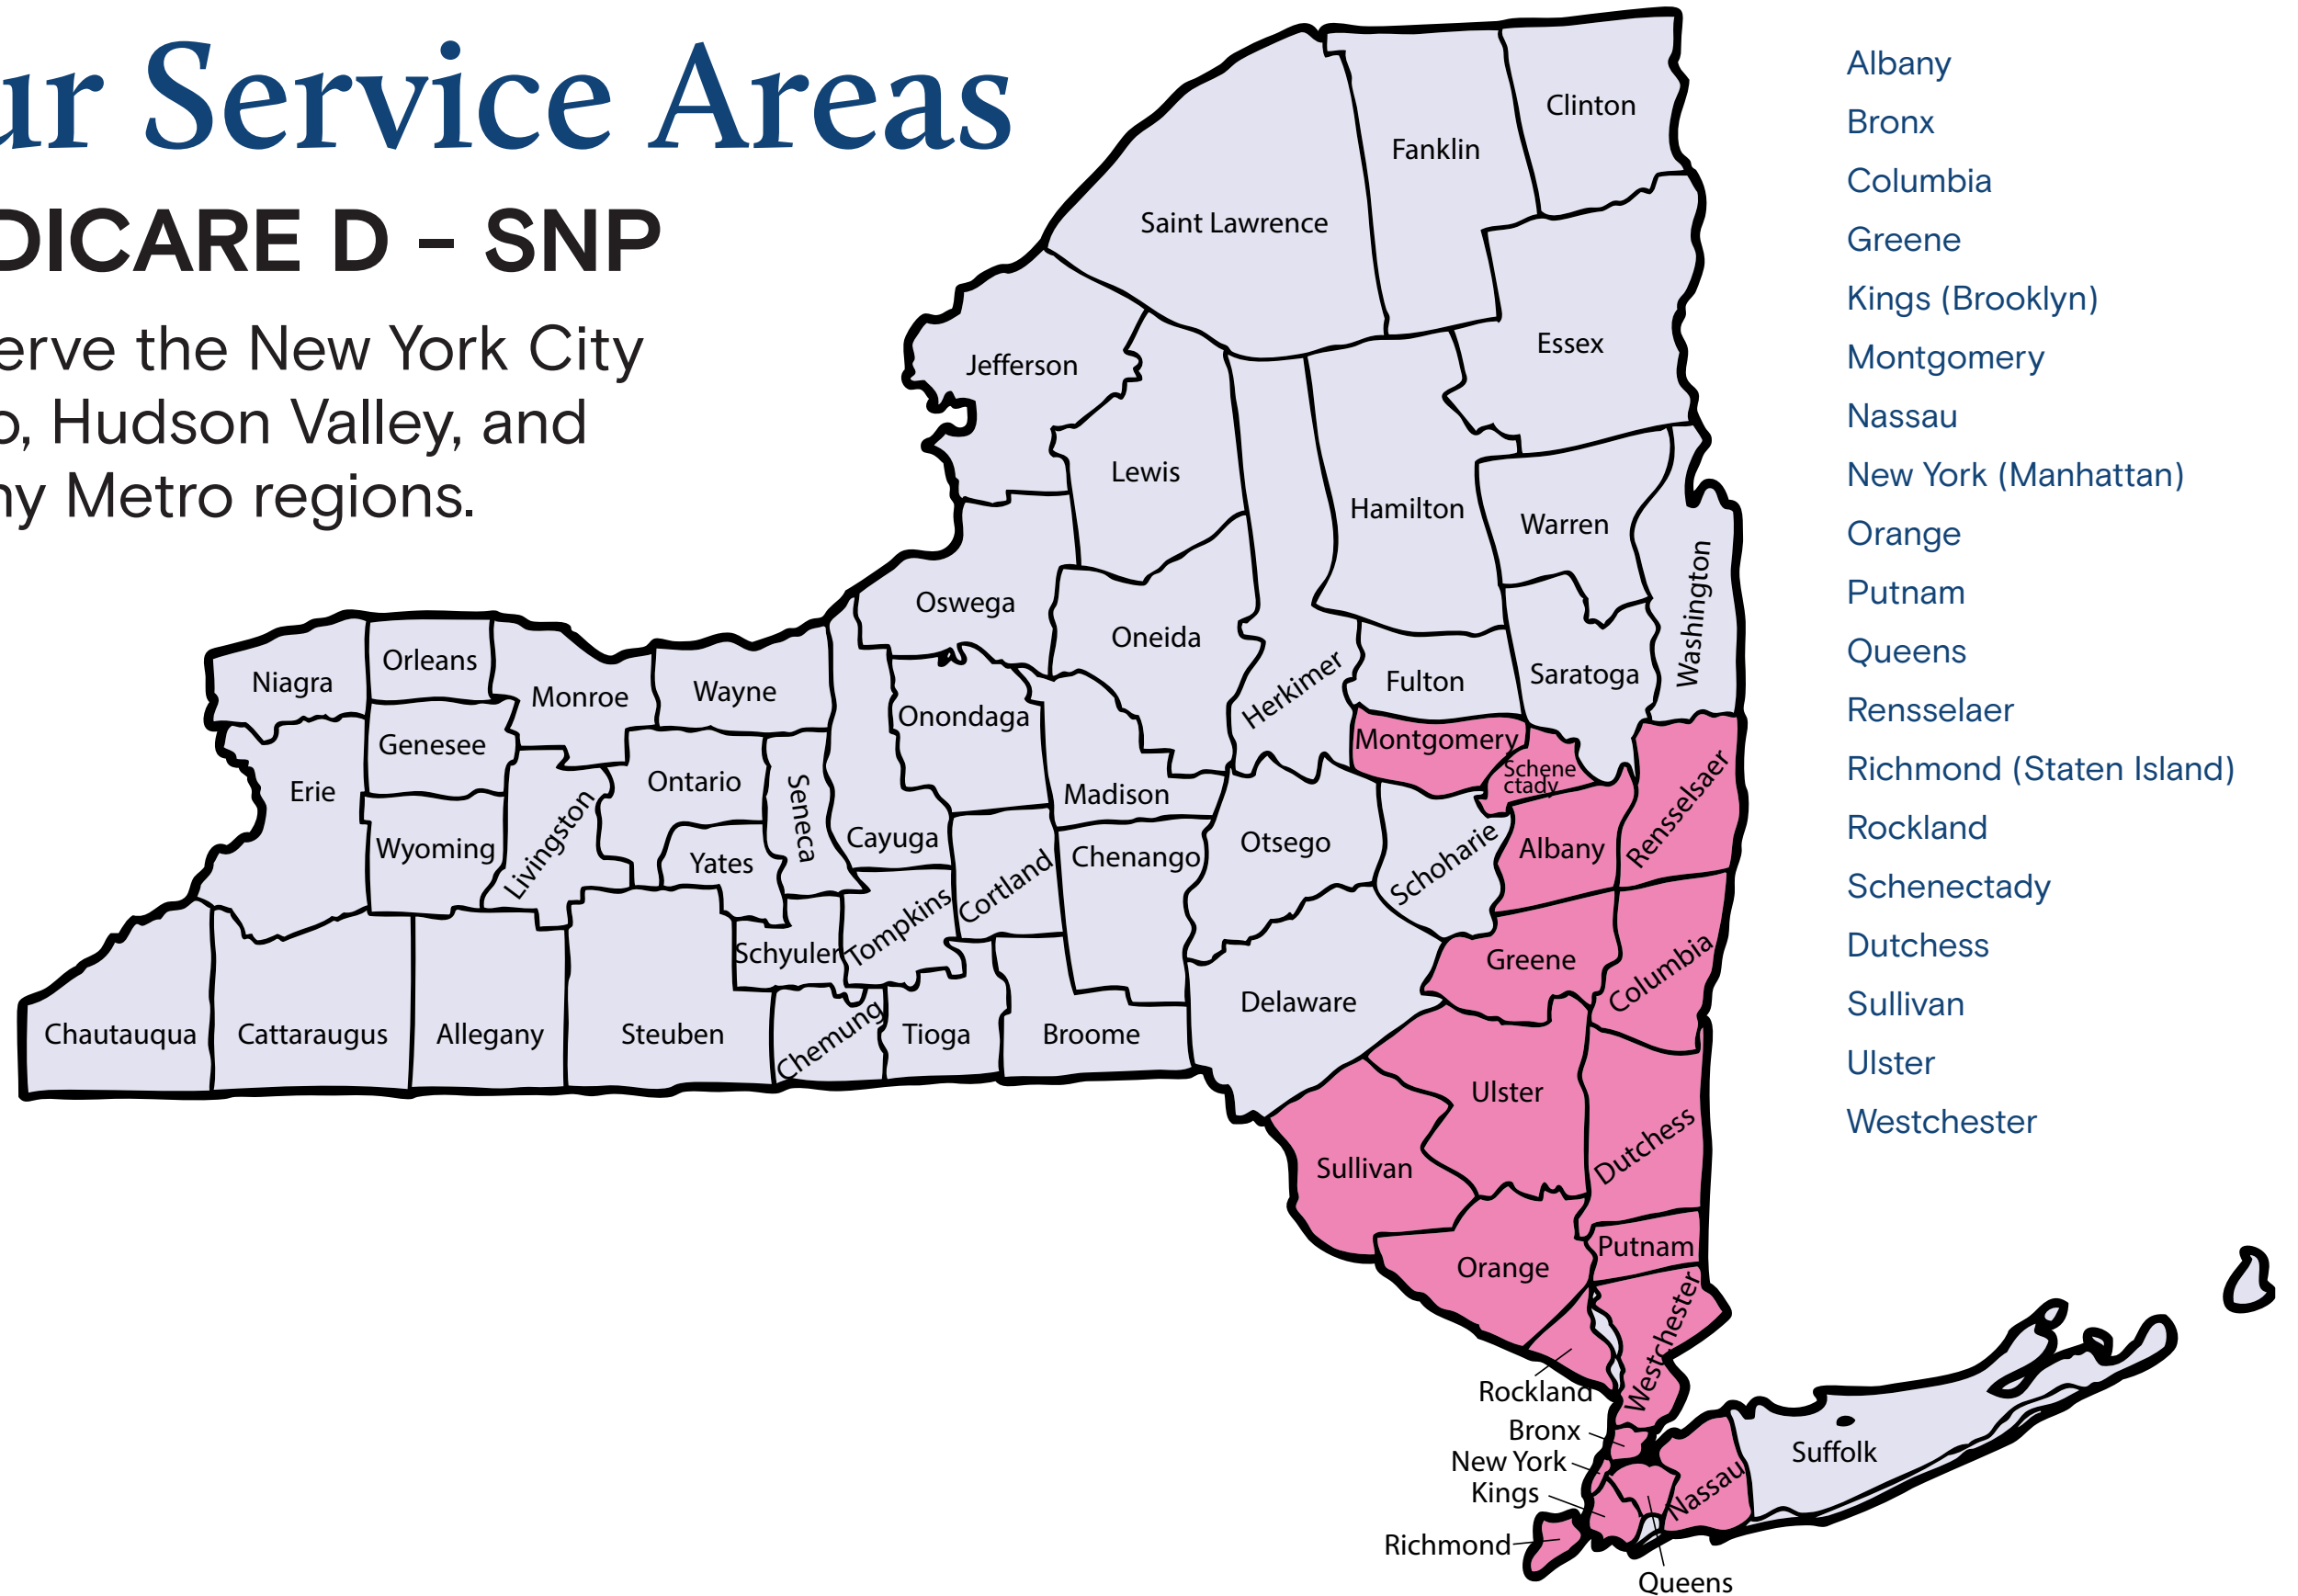 ur Service Areas
DICARE D – SNP
erve the New York City
o, Hudson Valley, and
ny Metro regions.
Albany
Bronx
Columbia
Greene
Kings (Brooklyn)
Montgomery
Nassau
New York (Manhattan)
Orange
Putnam
Queens
Rensselaer
Richmond (Staten Island)
Rockland
Schenectady
Dutchess
Sullivan
Ulster
Westchester
Clinton
Fanklin
Saint Lawrence
Essex
Jefferson
Lewis
Hamilton
Warren
Washington
Oswega
Oneida
Herkimer
Fulton
Saratoga
Niagra
Orleans
Monroe
Wayne
Onondaga
Genesee
Montgomery
Schene
ctady
Rensselsaer
Erie
Ontario
Seneca
Madison
Wyoming
Livingston
Yates
Cayuga
Cortland
Chenango
Otsego
Schoharie
Albany
Schyuler
Tompkins
Greene
Columbia
Delaware
Chautauqua
Cattaraugus
Allegany
Steuben
Chemung
Tioga
Broome
Ulster
Dutchess
Sullivan
Orange
Putnam
Westchester
Rockland
Bronx
New York
Kings
Nassau
Suffolk
Richmond
Queens